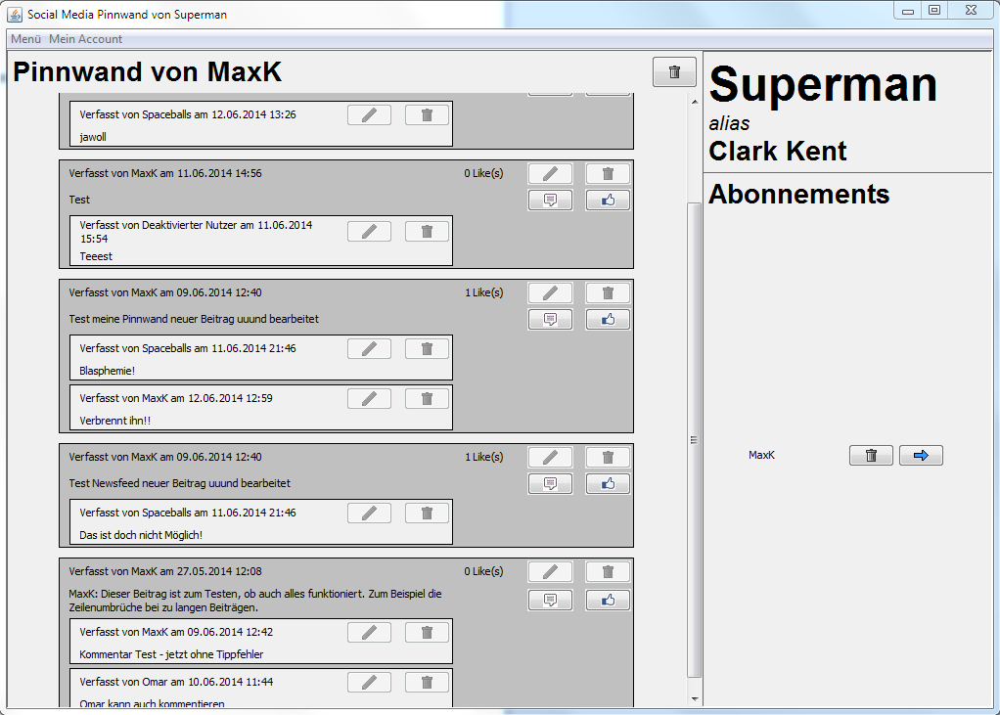 Social Media Pinnwand von Superman
Menü Mein Account
Pinnwand von MaxK
Verfasst von Spaceballs am 12.06.2014 13:26
jawoll
Verfasst von MaxK am 11.06.2014 14:56 0 Like(s)
Test
Verfasst von Deaktivierter Nutzer am 11.06.2014
15:54
Teeest
Verfasst von MaxK am 09.06.2014 12:40 1 Like(s)
Test meine Pinnwand neuer Beitrag uuund bearbeitet
Verfasst von Spaceballs am 11.06.2014 21:46
Blasphemie!
Verfasst von MaxK am 12.06.2014 12:59
Verbrennt ihn!!
Verfasst von MaxK am 09.06.2014 12:40 1 Like(s)
Test Newsfeed neuer Beitrag uuund bearbeitet
Verfasst von Spaceballs am 11.06.2014 21:46
Das ist doch nicht Möglich!
Verfasst von MaxK am 27.05.2014 12:08 0 Like(s)
MaxK: Dieser Beitrag ist zum Testen, ob auch alles funktioniert. Zum Beispiel die
Zeilenumbrüche bei zu langen Beiträgen.
Verfasst von MaxK am 09.06.2014 12:42
Kommentar Test - jetzt ohne Tippfehler
Verfasst von Omar am 10.06.2014 11:44
Omar kann auch kommentieren
Superman
alias
Clark Kent
Abonnements
MaxK